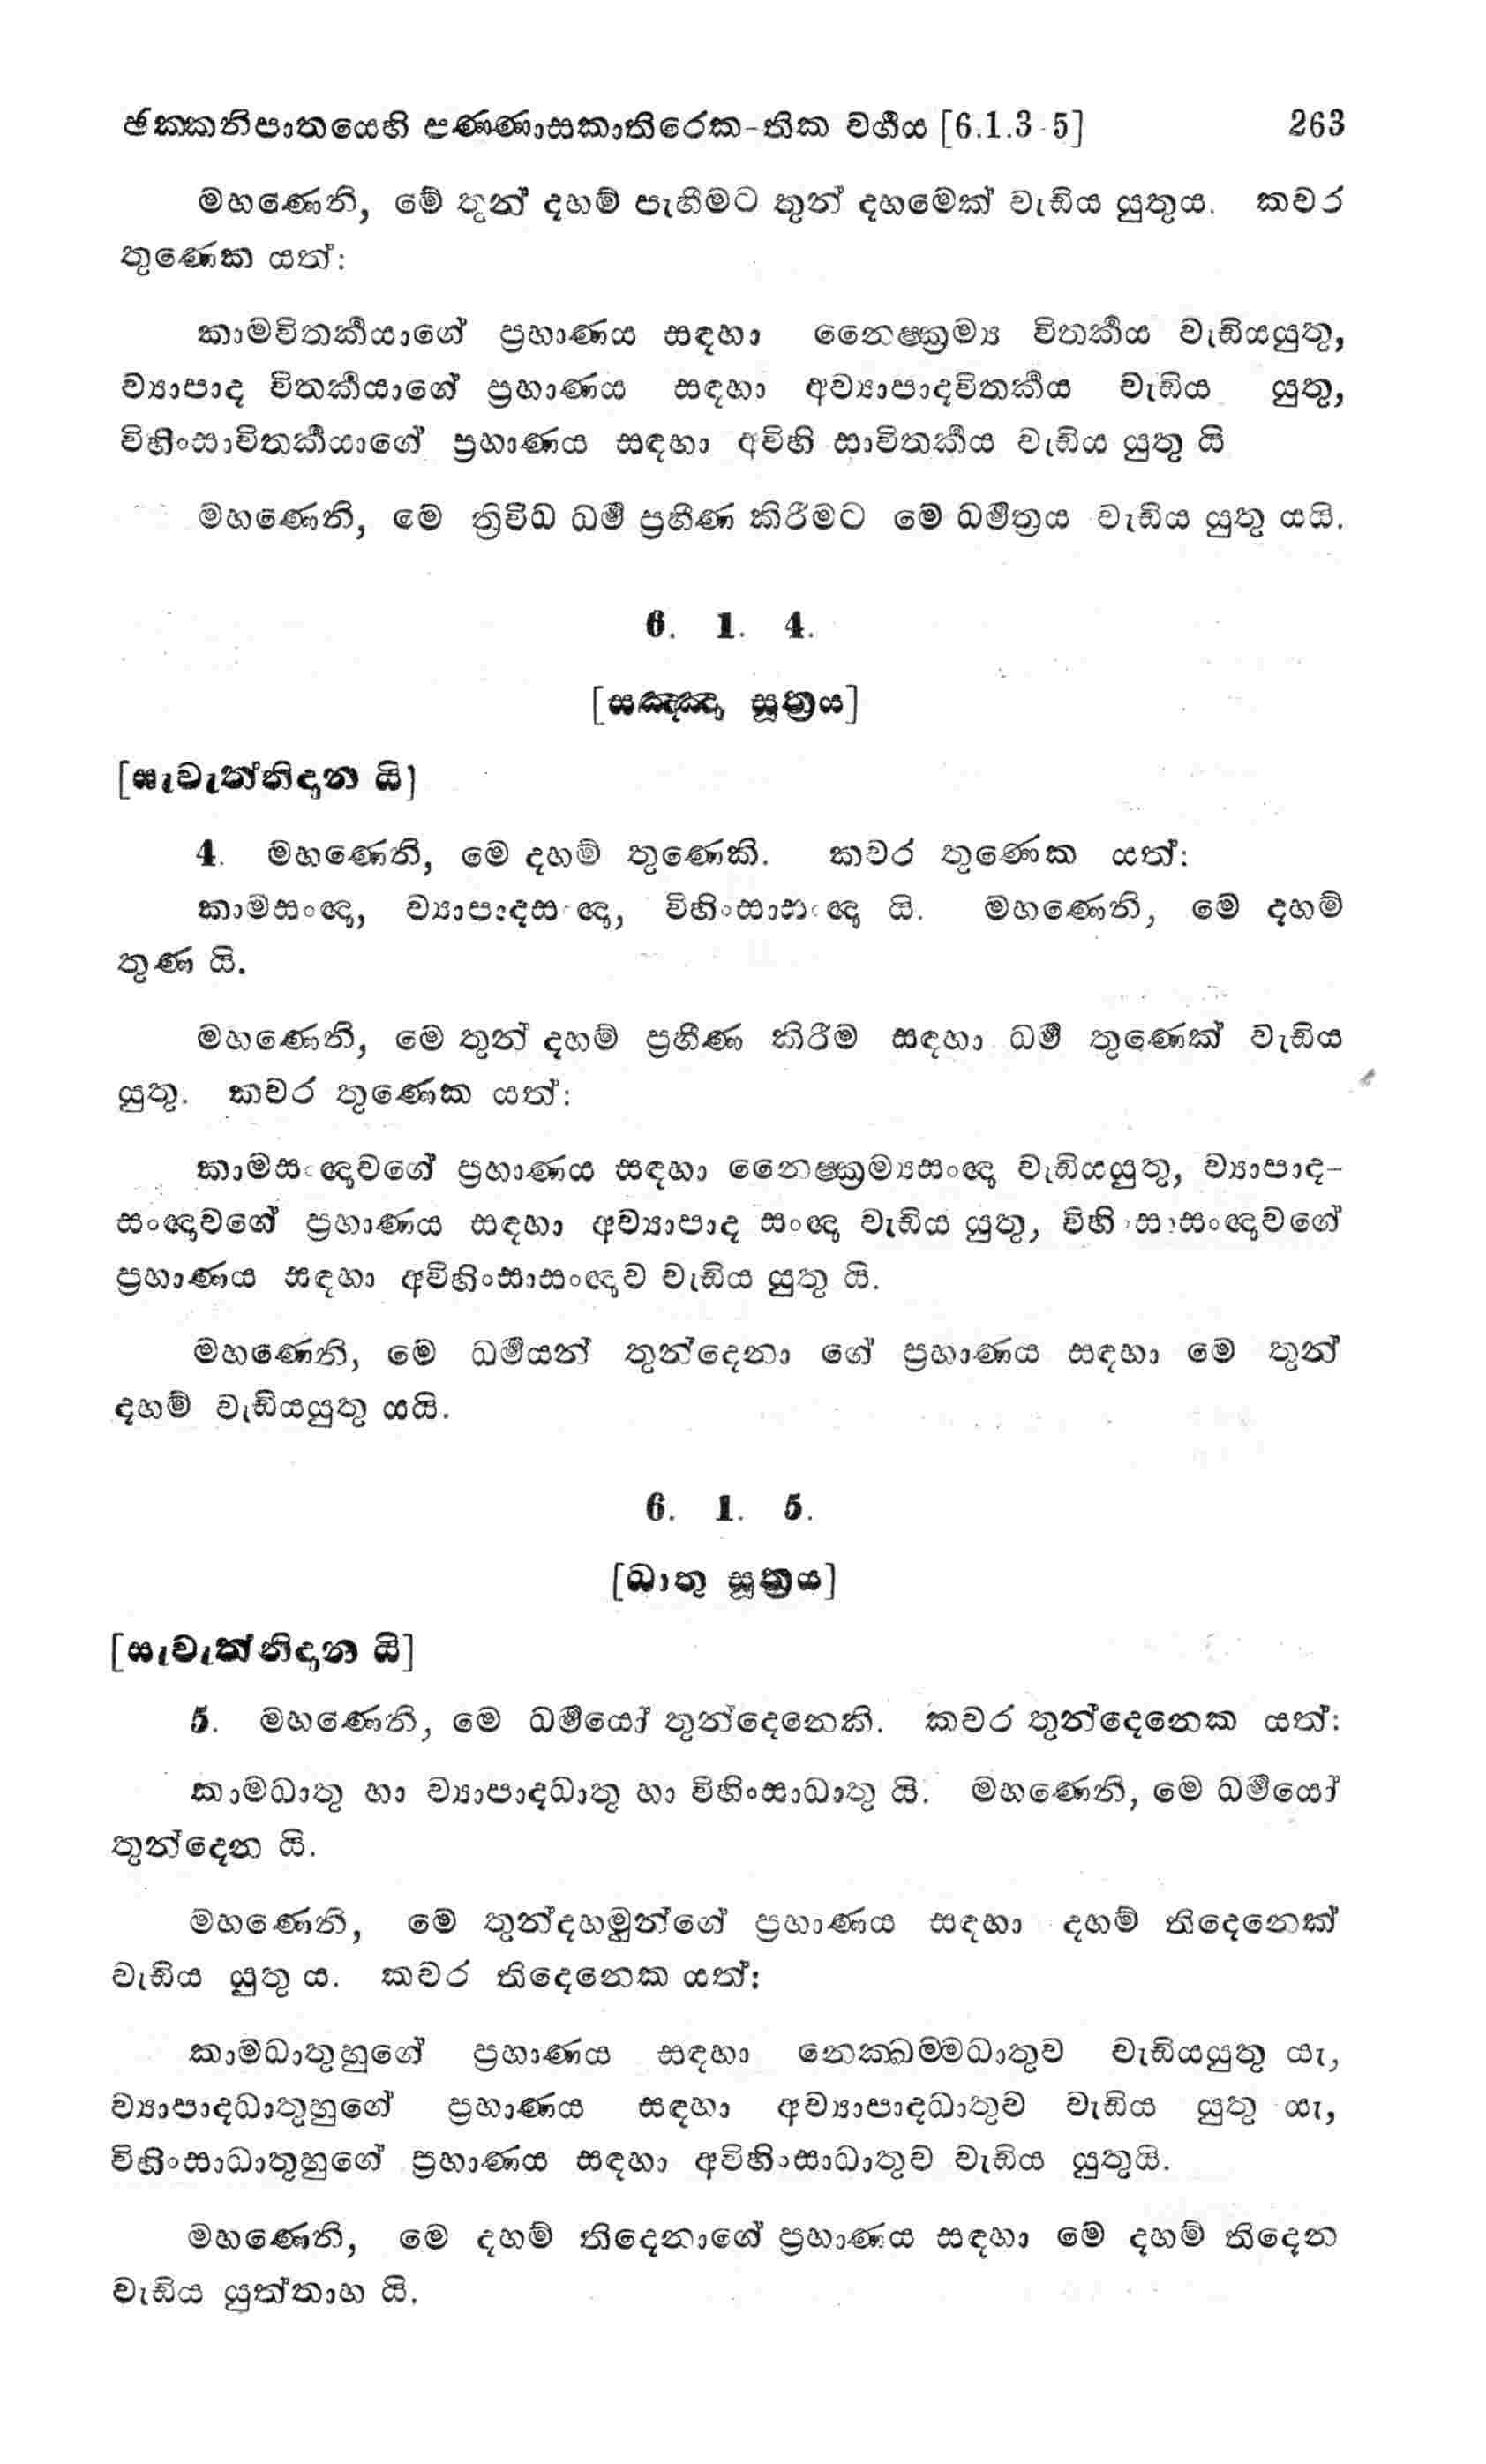 ඡක්කනිපාතයෙහි පණ්ණාසකාතිරේක-තික වර්ගය [6.1.3-5] 263
මහණෙනි, මේ තුන් දහම් පැහීමට තුන් දහමෙක් වැඩිය යුතුය. කවර
තුණෙක යත්:
කාමවිතර්කයාගේ ප්‍රහාණය සඳහා නෛෂ්ක්‍රම්‍ය විතර්කය වැඩියයුතු,
ව්‍යාපාද විතර්කයාගේ ප්‍රහාණය සඳහා අව්‍යාපාදවිතර්කය වැඩිය යුතු,
විහිංසාවිතර්කයාගේ ප්‍රහාණය සඳහා අවිහි සාවිතර්කය වැඩිය යුතු යි
මහණෙනි, මෙ ත්‍රිවිධ ධර්ම ප්‍රහීණ කිරීමට මෙ ධර්මත්‍රය වැඩිය යුතු යයි.
6. 1. 4.
[සඤ්ඤා සූත්‍රය]
[සැවැත්නිදාන යි]
4. මහණෙනි, මෙ දහම් තුණෙකි. කවර තුණෙක යත්:
කාමසංඥා, ව්‍යාපාදසංඥා, විහිංසාසංඥා යි. මහණෙනි, මෙ දහම්
තුණ යි.
මහණෙනි, මෙ තුන් දහම් ප්‍රහීණ කිරීම සඳහා ධර්ම තුණෙක් වැඩිය
යුතු. කවර තුණෙක යත්:
කාමසංඥාවගේ ප්‍රහාණය සඳහා නෛෂ්ක්‍රම්‍යසංඥා වැඩියයුතු, ව්‍යාපාද-
සංඥාවගේ ප්‍රහාණය සඳහා අව්‍යාපාද සංඥා වැඩිය යුතු, විහිංසාසංඥාවගේ
ප්‍රහාණය සඳහා අවිහිංසාසංඥාව වැඩිය යුතු යි.
මහණෙනි, මෙ ධර්මයන් තුන්දෙනා ගේ ප්‍රහාණය සඳහා මෙ තුන්
දහම් වැඩියයුතු යයි.
6. 1. 5.
[ධාතු සූත්‍රය]
[සැවැත්නිදාන යි]
5. මහණෙනි, මෙ ධර්මයෝ තුන්දෙනෙකි. කවර තුන්දෙනෙක යත්:
කාමධාතු හා ව්‍යාපාදධාතු හා විහිංසාධාතු යි. මහණෙනි, මෙ ධර්මයෝ
තුන්දෙන යි.
මහණෙනි, මෙ තුන්දහමුන්ගේ ප්‍රහාණය සඳහා දහම් තිදෙනෙක්
වැඩිය යුතු ය. කවර තිදෙනෙක යත්:
කාමධාතුහුගේ ප්‍රහාණය සඳහා නෙක්ඛම්මධාතුව වැඩියයුතු යැ,
ව්‍යාපාදධාතුහුගේ ප්‍රහාණය සඳහා අව්‍යාපාදධාතුව වැඩිය යුතු යැ,
විහිංසාධාතුහුගේ ප්‍රහාණය සඳහා අවිහිංසාධාතුව වැඩිය යුතුයි.
මහණෙනි, මෙ දහම් තිදෙනාගේ ප්‍රහාණය සඳහා මෙ දහම් තිදෙන
වැඩිය යුත්තාහ යි.